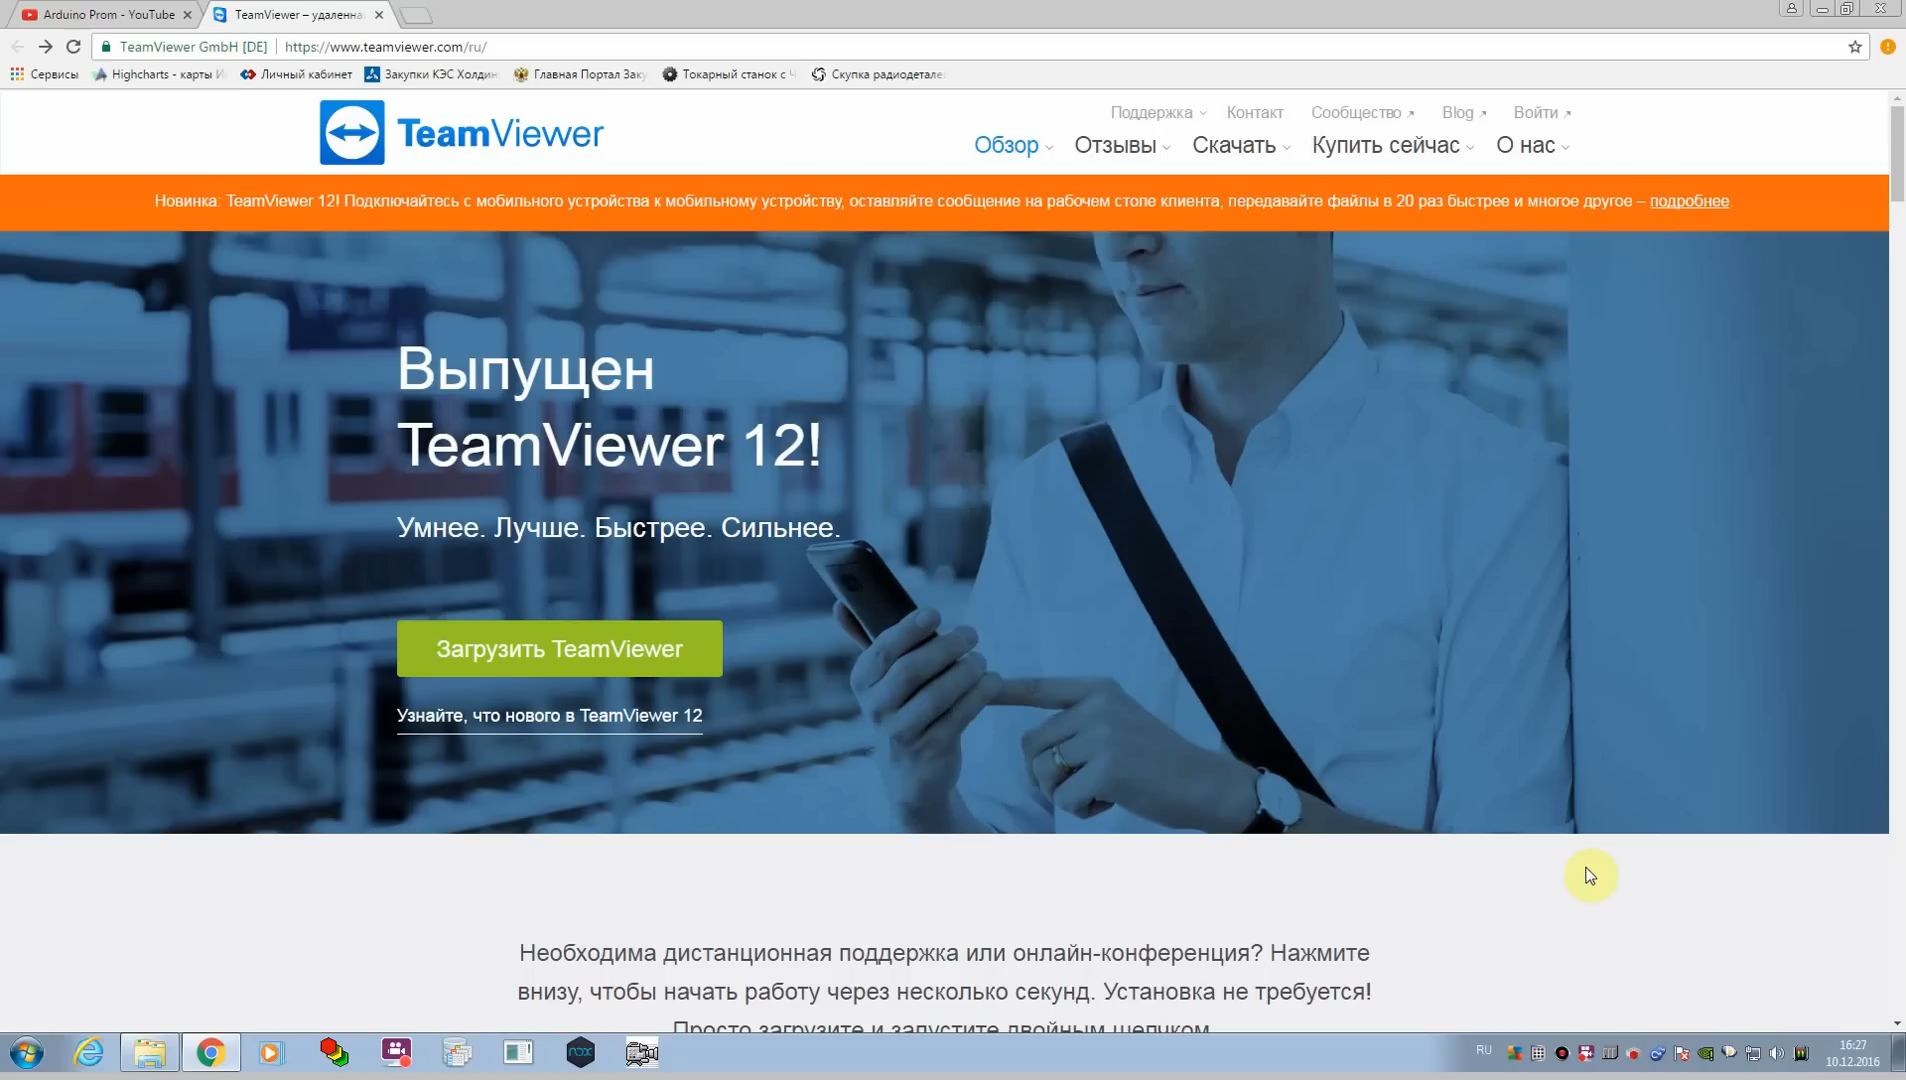 Arduino Prom - YouTube
TeamViewer – удаленна
TeamViewer GmbH [DE]
https://www.teamviewer.com/ru/
Сервисы
Highcharts - карты И
Личный кабинет
Закупки КЭС Холдин
Главная Портал Заку
Токарный станок с Ч
Скупка радиодетале
TeamViewer
Поддержка
Контакт
Сообщество
Blog
Войти
Обзор
Отзывы
Скачать
Купить сейчас
О нас
Новинка: TeamViewer 12! Подключайтесь с мобильного устройства к мобильному устройству, оставляйте сообщение на рабочем столе клиента, передавайте файлы в 20 раз быстрее и многое другое – подробнее
Выпущен
TeamViewer 12!
Умнее. Лучше. Быстрее. Сильнее.
Загрузить TeamViewer
Узнайте, что нового в TeamViewer 12
Необходима дистанционная поддержка или онлайн-конференция? Нажмите
внизу, чтобы начать работу через несколько секунд. Установка не требуется!
Просто загрузите и запустите двойным щелчком.
nox
RU
16:27
10.12.2016